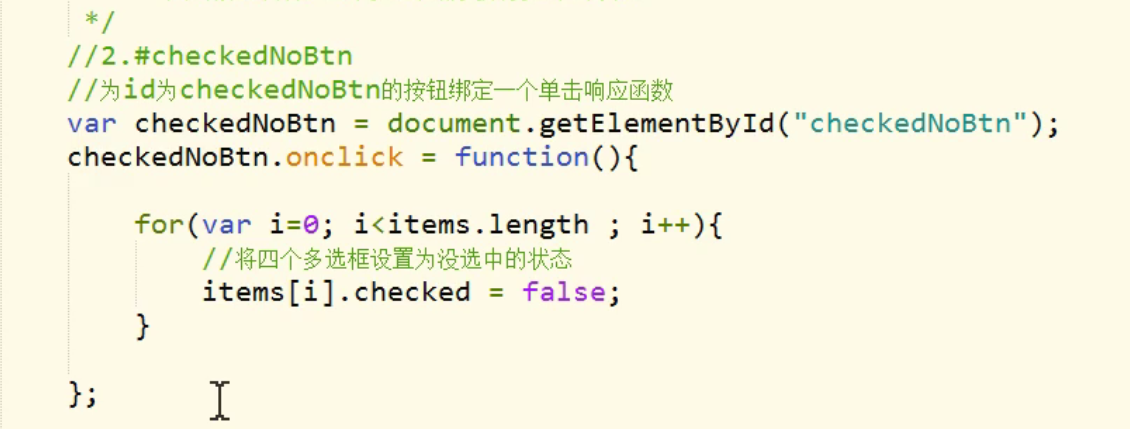 */
//2.#checkedNoBtn
//为id为checkedNoBtn的按钮绑定一个单击响应函数
var checkedNoBtn = document.getElementById("checkedNoBtn");
checkedNoBtn.onclick = function(){
for(var i=0; i<items.length ; i++){
//将四个多选框设置为没选中的状态
items[i].checked = false;
}
};